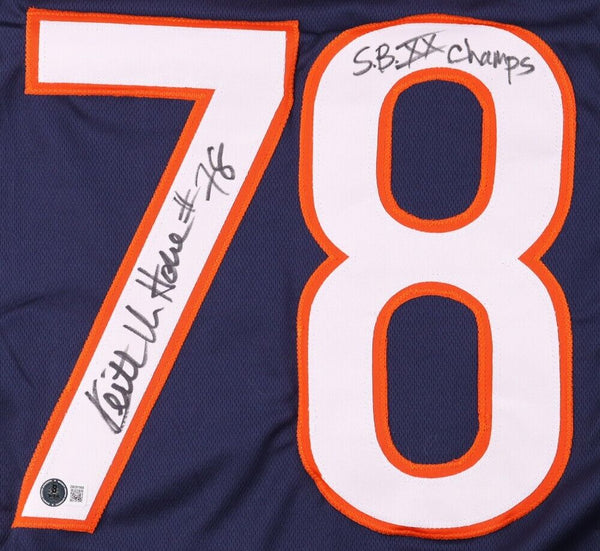 78
S.B. XX Champs
Keith Van Horne #78